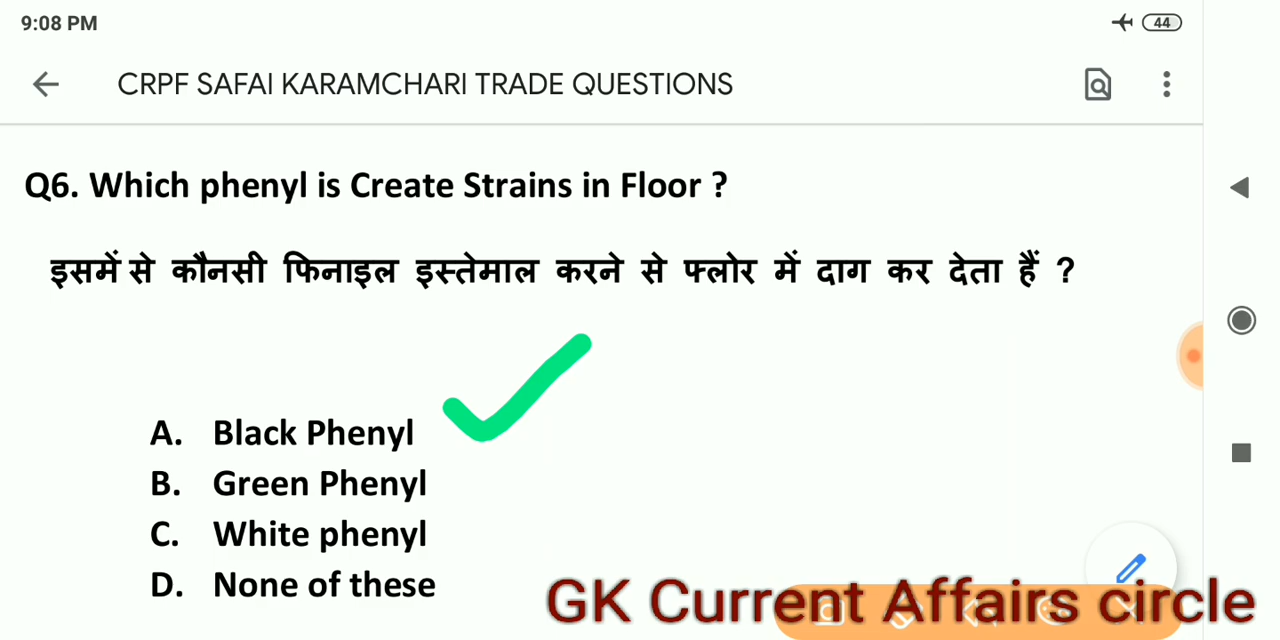 9:08 PM
44
CRPF SAFAI KARAMCHARI TRADE QUESTIONS
Q6. Which phenyl is Create Strains in Floor ?
इसमें से कौनसी फिनाइल इस्तेमाल करने से फ्लोर में दाग कर देता हैं ?
A. Black Phenyl
B. Green Phenyl
C. White phenyl
D. None of these
GK Current Affairs circle